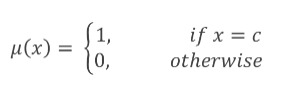 μ(x) = { 1, if x = c
0, otherwise